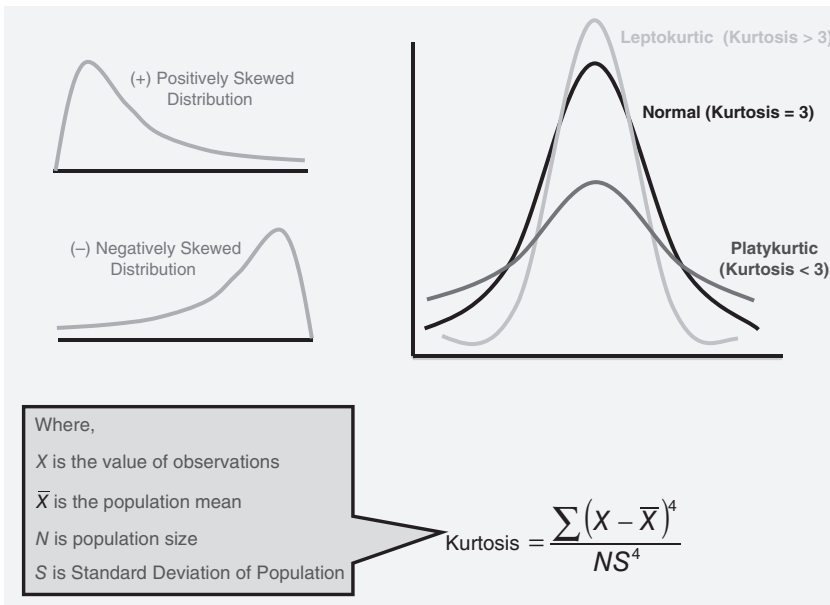 (+) Positively Skewed
Distribution
(–) Negatively Skewed
Distribution
Leptokurtic (Kurtosis > 3)
Normal (Kurtosis = 3)
Platykurtic
(Kurtosis < 3)
Where,
X is the value of observations
X̅ is the population mean
N is population size
S is Standard Deviation of Population
Kurtosis = ∑(X – X̅)⁴ / NS⁴